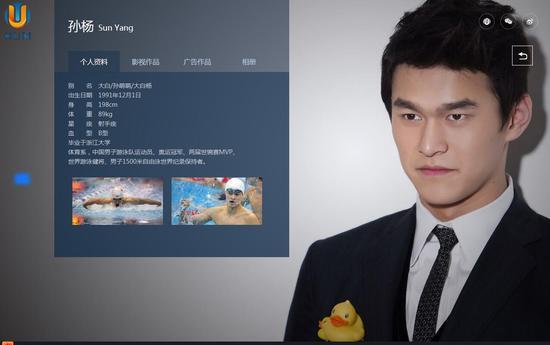 孙杨 Sun Yang
个人资料 影视作品 广告作品 相册
别 名 大白/孙萌萌/大白杨
出生日期 1991年12月1日
身 高 198cm
体 重 89kg
星 座 射手座
血 型 B型
毕业于浙江大学
体育系，中国男子游泳队运动员、奥运冠军、两届世锦赛MVP、
世界游泳健将、男子1500米自由泳世界纪录保持者。